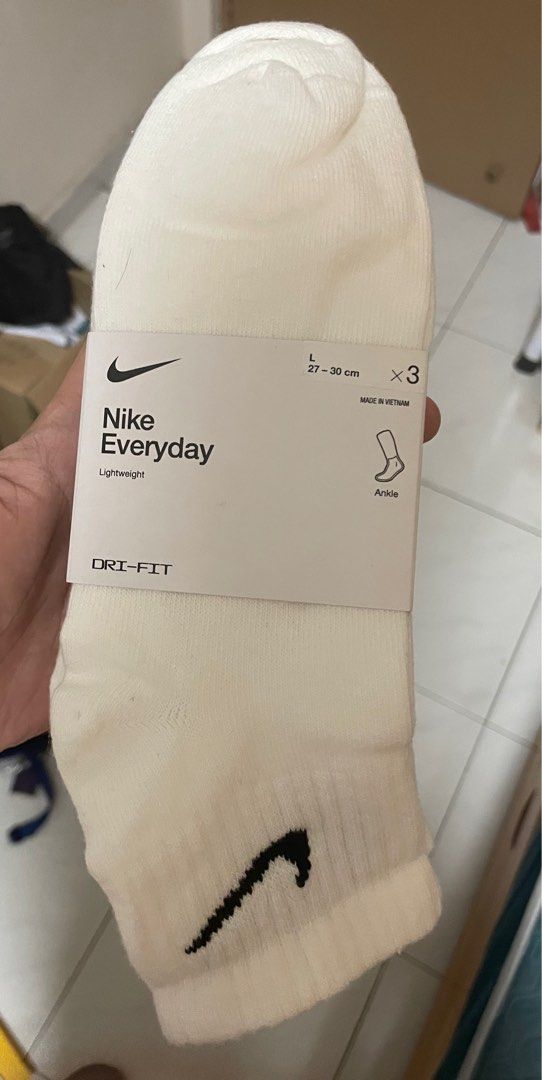 L
27 – 30 cm
×3
MADE IN VIETNAM
Nike
Everyday
Lightweight
Ankle
DRI-FIT